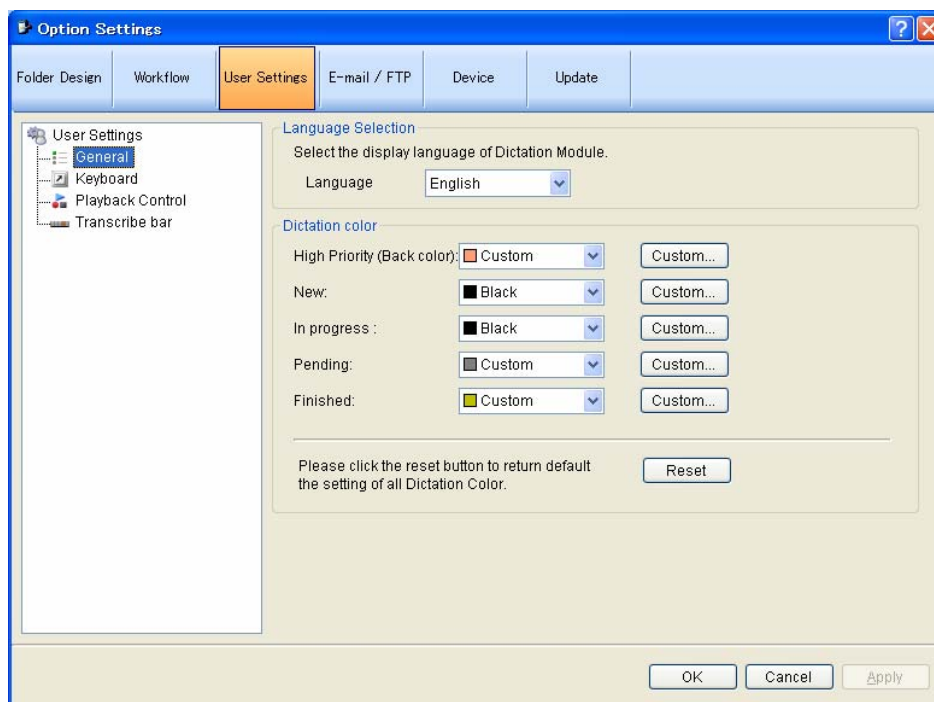 Option Settings
Folder Design
Workflow
User Settings
E-mail / FTP
Device
Update
User Settings
General
Keyboard
Playback Control
Transcribe bar
Language Selection
Select the display language of Dictation Module.
Language English
Dictation color
High Priority (Back color): Custom Custom...
New: Black Custom...
In progress : Black Custom...
Pending: Custom Custom...
Finished: Custom Custom...
Please click the reset button to return default
the setting of all Dictation Color.
Reset
OK
Cancel
Apply